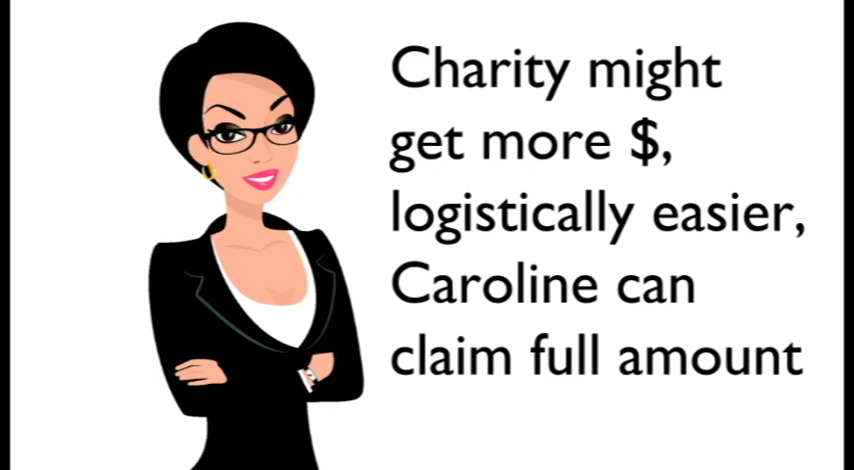 Charity might
get more $,
logistically easier,
Caroline can
claim full amount